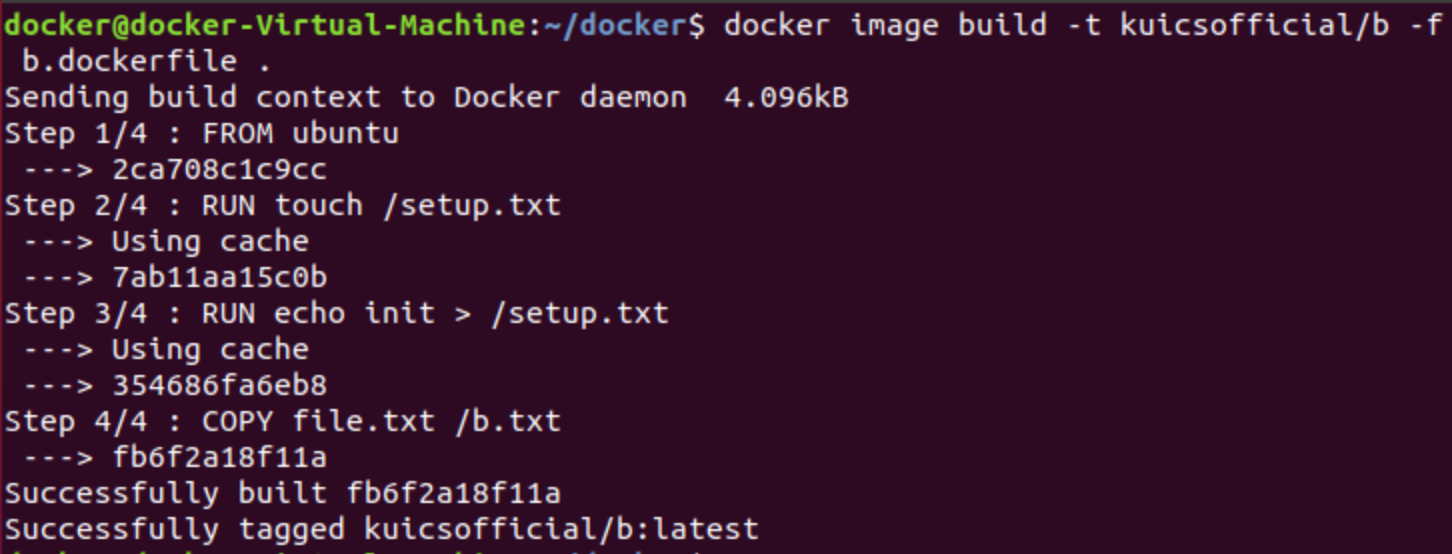 docker@docker-Virtual-Machine:~/docker$ docker image build -t kuicsofficial/b -f
 b.dockerfile .
Sending build context to Docker daemon  4.096kB
Step 1/4 : FROM ubuntu
 ---> 2ca708c1c9cc
Step 2/4 : RUN touch /setup.txt
 ---> Using cache
 ---> 7ab11aa15c0b
Step 3/4 : RUN echo init > /setup.txt
 ---> Using cache
 ---> 354686fa6eb8
Step 4/4 : COPY file.txt /b.txt
 ---> fb6f2a18f11a
Successfully built fb6f2a18f11a
Successfully tagged kuicsofficial/b:latest